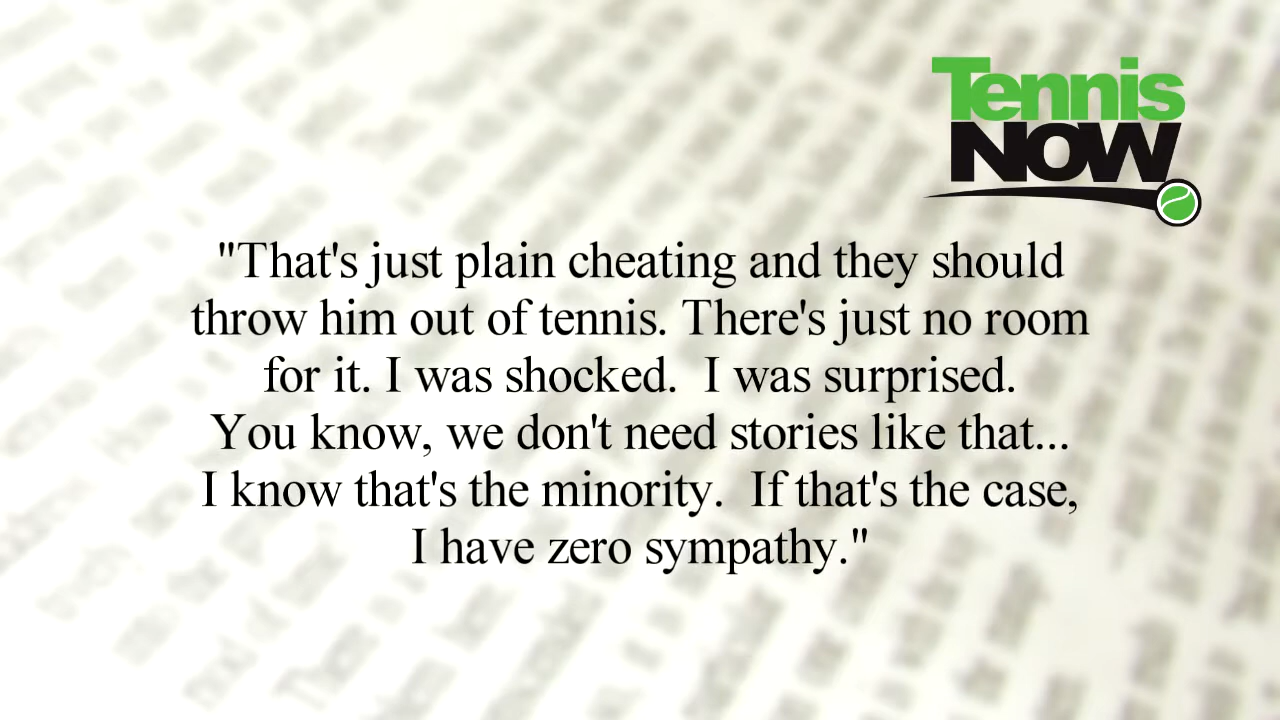 Tennis
NOW
"That's just plain cheating and they should
throw him out of tennis. There's just no room
for it. I was shocked.  I was surprised.
You know, we don't need stories like that...
I know that's the minority.  If that's the case,
I have zero sympathy."